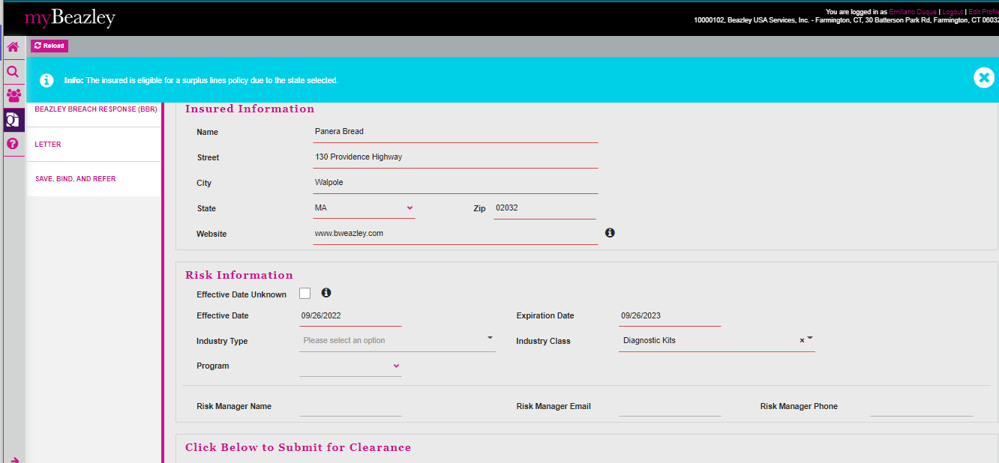 myBeazley
You are logged in as Emiliano Duque | Logout | Edit Profile
10000102, Beazley USA Services, Inc. - Farmington, CT, 30 Batterson Park Rd, Farmington, CT 06032
Reload
Info: The insured is eligible for a surplus lines policy due to the state selected.
BEAZLEY BREACH RESPONSE (BBR)
LETTER
SAVE, BIND, AND REFER
Insured Information
Name Panera Bread
Street 130 Providence Highway
City Walpole
State MA Zip 02032
Website www.bweazley.com
Risk Information
Effective Date Unknown
Effective Date 09/26/2022 Expiration Date 09/26/2023
Industry Type Please select an option Industry Class Diagnostic Kits
Program
Risk Manager Name Risk Manager Email Risk Manager Phone
Click Below to Submit for Clearance